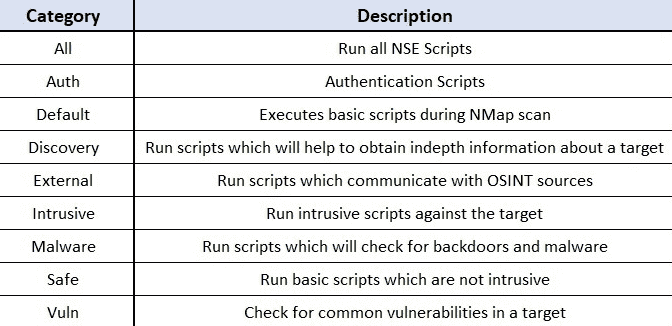 Category Description
All Run all NSE Scripts
Auth Authentication Scripts
Default Executes basic scripts during NMap scan
Discovery Run scripts which will help to obtain indepth information about a target
External Run scripts which communicate with OSINT sources
Intrusive Run intrusive scripts against the target
Malware Run scripts which will check for backdoors and malware
Safe Run basic scripts which are not intrusive
Vuln Check for common vulnerabilities in a target